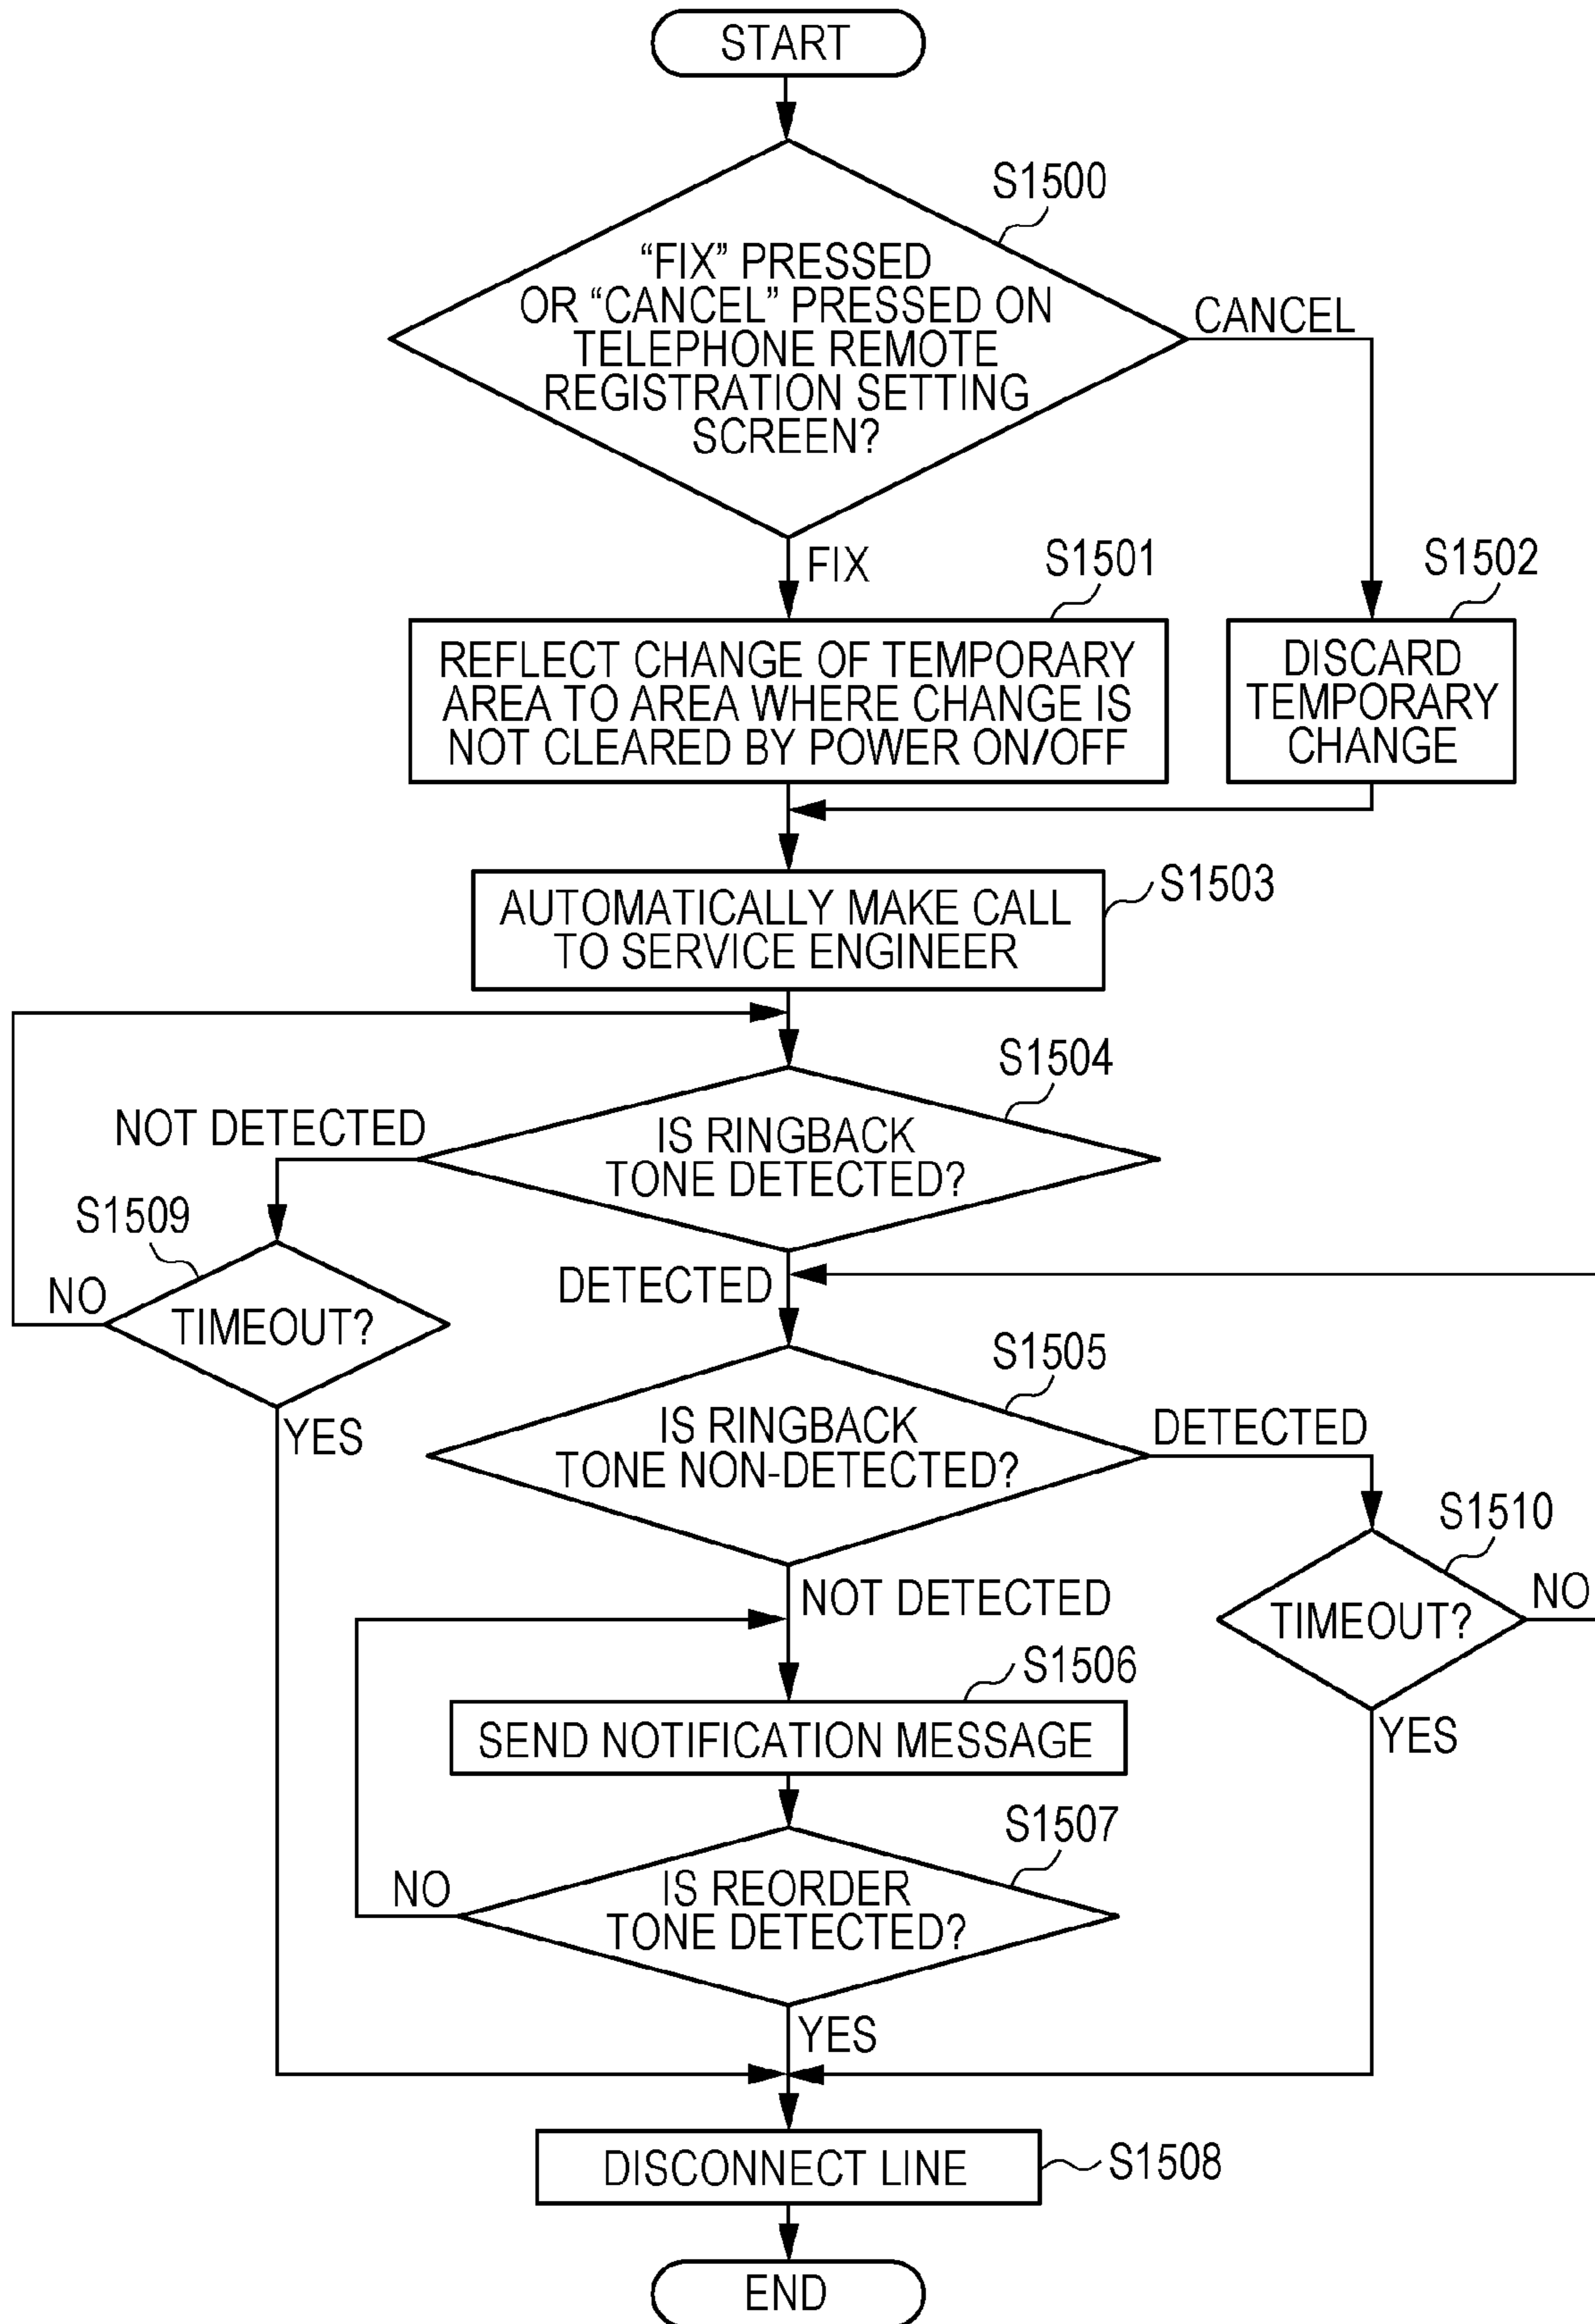 START
S1500
“FIX” PRESSED
OR “CANCEL” PRESSED ON
TELEPHONE REMOTE
REGISTRATION SETTING
SCREEN?
CANCEL
FIX
S1501
S1502
REFLECT CHANGE OF TEMPORARY
AREA TO AREA WHERE CHANGE IS
NOT CLEARED BY POWER ON/OFF
DISCARD
TEMPORARY
CHANGE
S1503
AUTOMATICALLY MAKE CALL
TO SERVICE ENGINEER
S1504
NOT DETECTED
IS RINGBACK
TONE DETECTED?
S1509
NO
TIMEOUT?
YES
DETECTED
S1505
IS RINGBACK
TONE NON-DETECTED?
DETECTED
S1510
NOT DETECTED
TIMEOUT?
NO
YES
S1506
SEND NOTIFICATION MESSAGE
S1507
NO
IS REORDER
TONE DETECTED?
YES
DISCONNECT LINE
S1508
END